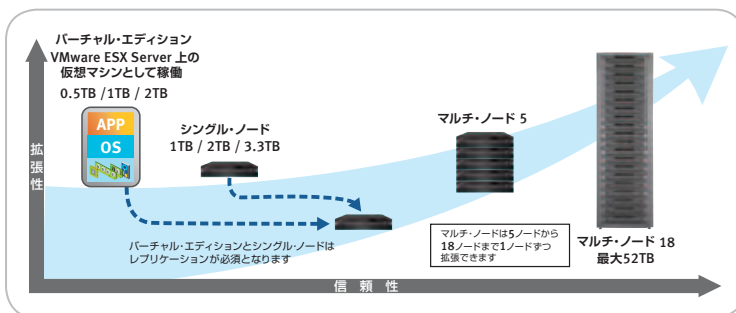 バーチャル・エディション
VMware ESX Server 上の
仮想マシンとして稼働
0.5TB /1TB / 2TB
APP
OS
シングル・ノード
1TB / 2TB / 3.3TB
マルチ・ノード 5
拡張性
バーチャル・エディションとシングル・ノードは
レプリケーションが必須となります
マルチ・ノードは5ノードから
18ノードまで1ノードずつ
拡張できます
マルチ・ノード 18
最大52TB
信頼性